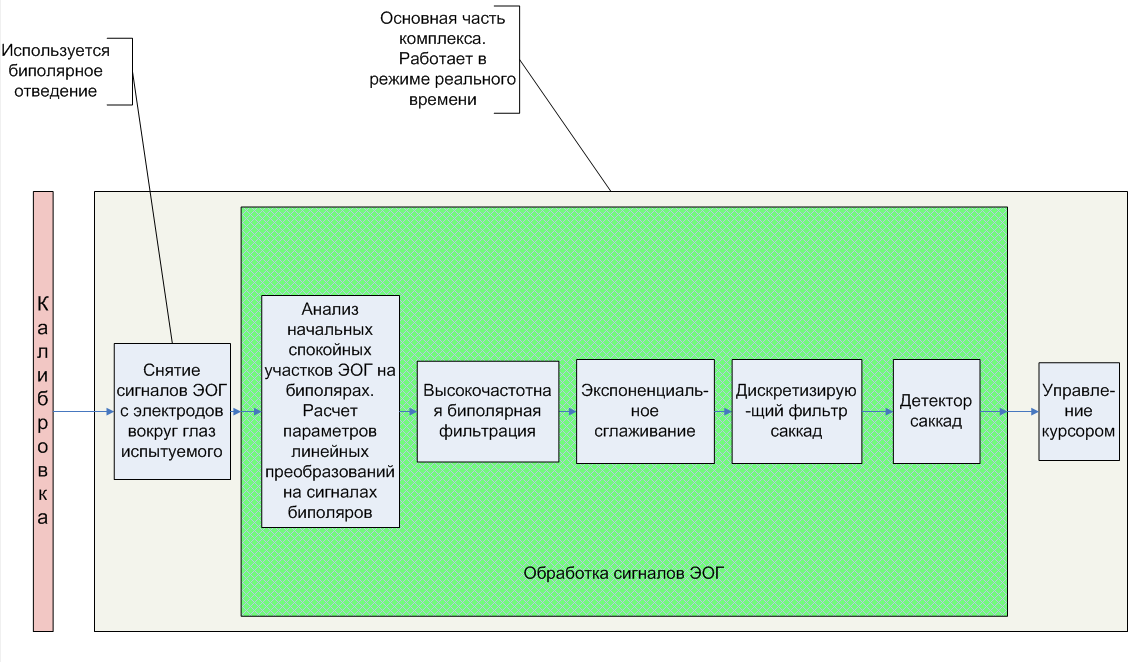 Используется
биполярное
отведение
Основная часть
комплекса.
Работает в
режиме реального
времени
К
а
л
и
б
р
о
в
к
а
Снятие
сигналов ЭОГ
с электродов
вокруг глаз
испытуемого
Анализ
начальных
спокойных
участков ЭОГ на
биполярах.
Расчет
параметров
линейных
преобразований
на сигналах
биполяров
Высокочастотна
я биполярная
фильтрация
Экспоненциаль-
ное
сглаживание
Дискретизирую
-щий фильтр
саккад
Детектор
саккад
Управле-
ние
курсором
Обработка сигналов ЭОГ